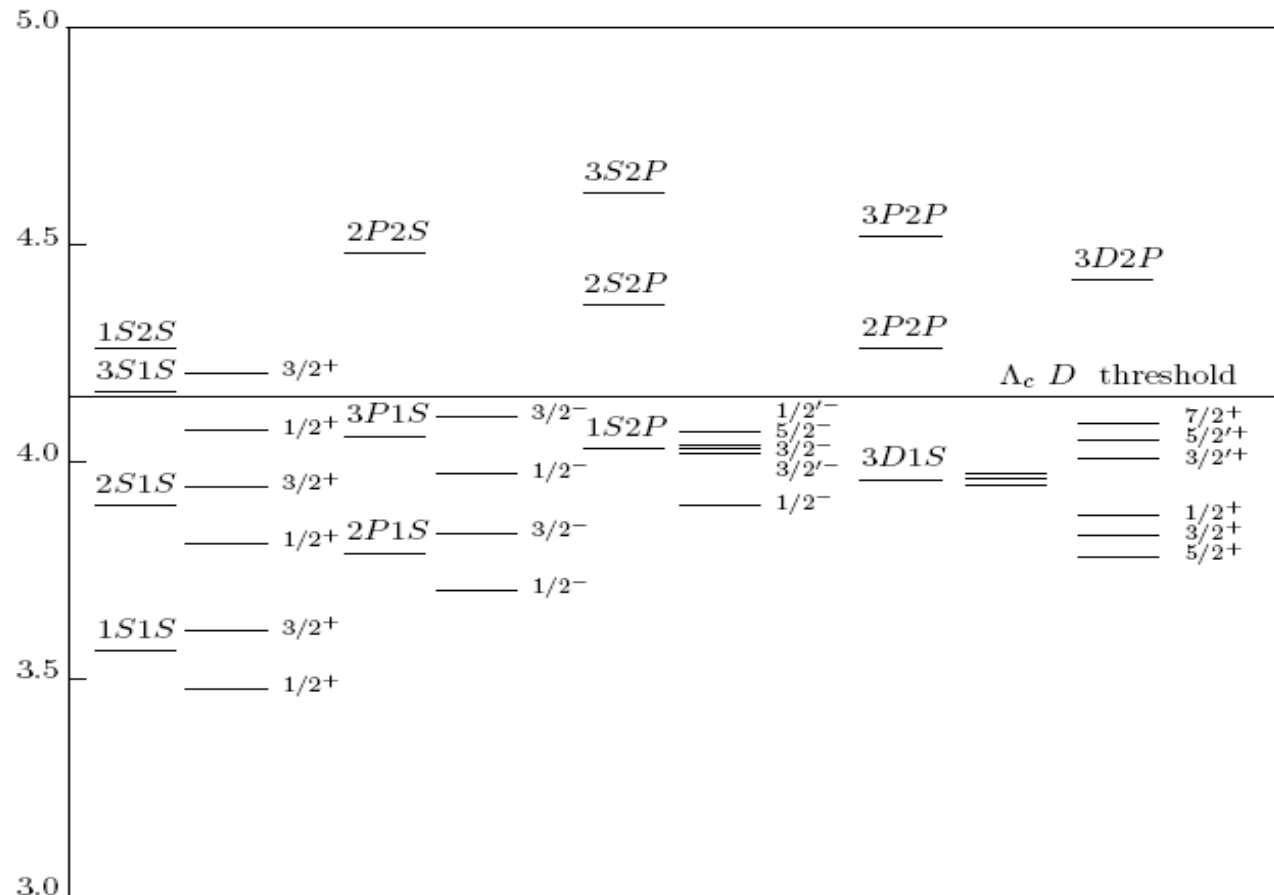 5.0
3S2P
3P2P
2P2S
4.5
3D2P
2S2P
1S2S
2P2P
3S1S
3/2⁺
Λ_c D threshold
3P1S
3/2⁻
1/2′⁻
7/2⁺
1/2⁺
1S2P
5/2⁻
5/2′⁺
4.0
3/2⁻
3/2′⁺
2S1S
3/2⁺
1/2⁻
3/2′⁻
3D1S
1/2⁻
1/2⁺
1/2⁺
2P1S
3/2⁻
3/2⁺
5/2⁺
1/2⁻
1S1S
3/2⁺
3.5
1/2⁺
3.0